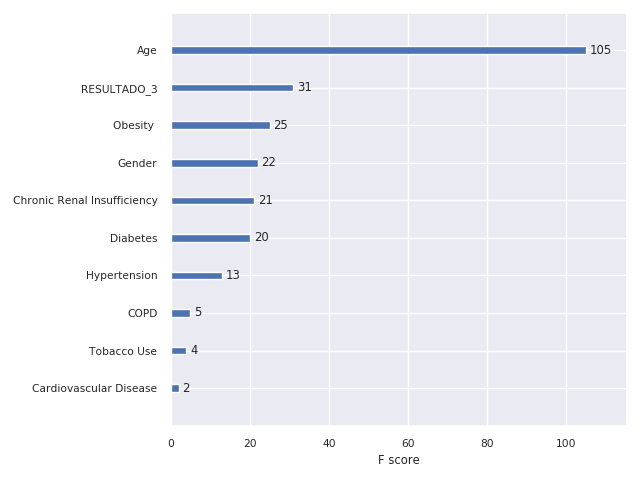 Age 105
RESULTADO_3 31
Obesity 25
Gender 22
Chronic Renal Insufficiency 21
Diabetes 20
Hypertension 13
COPD 5
Tobacco Use 4
Cardiovascular Disease 2
0 20 40 60 80 100
F score